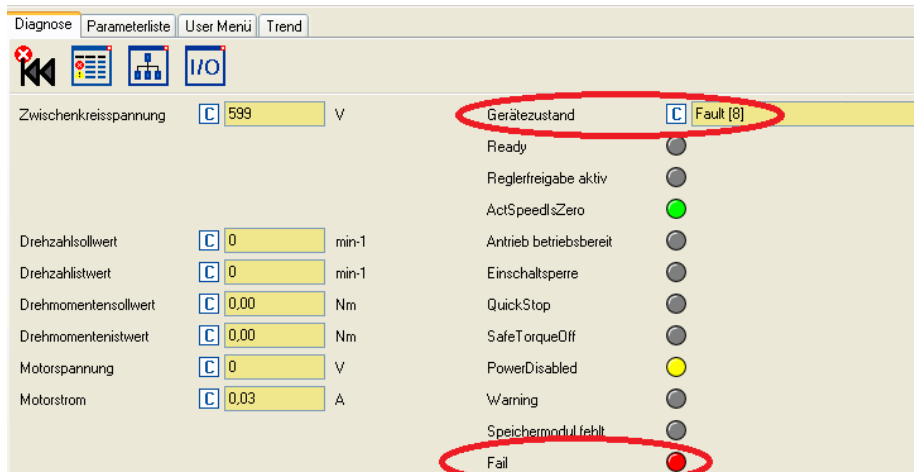 Diagnose Parameterliste User Menü Trend
I/O
Zwischenkreisspannung C 599 V
Gerätezustand C Fault [8]
Ready
Reglerfreigabe aktiv
ActSpeedIsZero
Drehzahlsollwert C 0 min-1
Antrieb betriebsbereit
Drehzahlistwert C 0 min-1
Einschaltsperre
Drehmomentensollwert C 0,00 Nm
QuickStop
Drehmomentenistwert C 0,00 Nm
SafeTorqueOff
Motorspannung C 0 V
PowerDisabled
Motorstrom C 0,03 A
Warning
Speichermodul fehlt
Fail